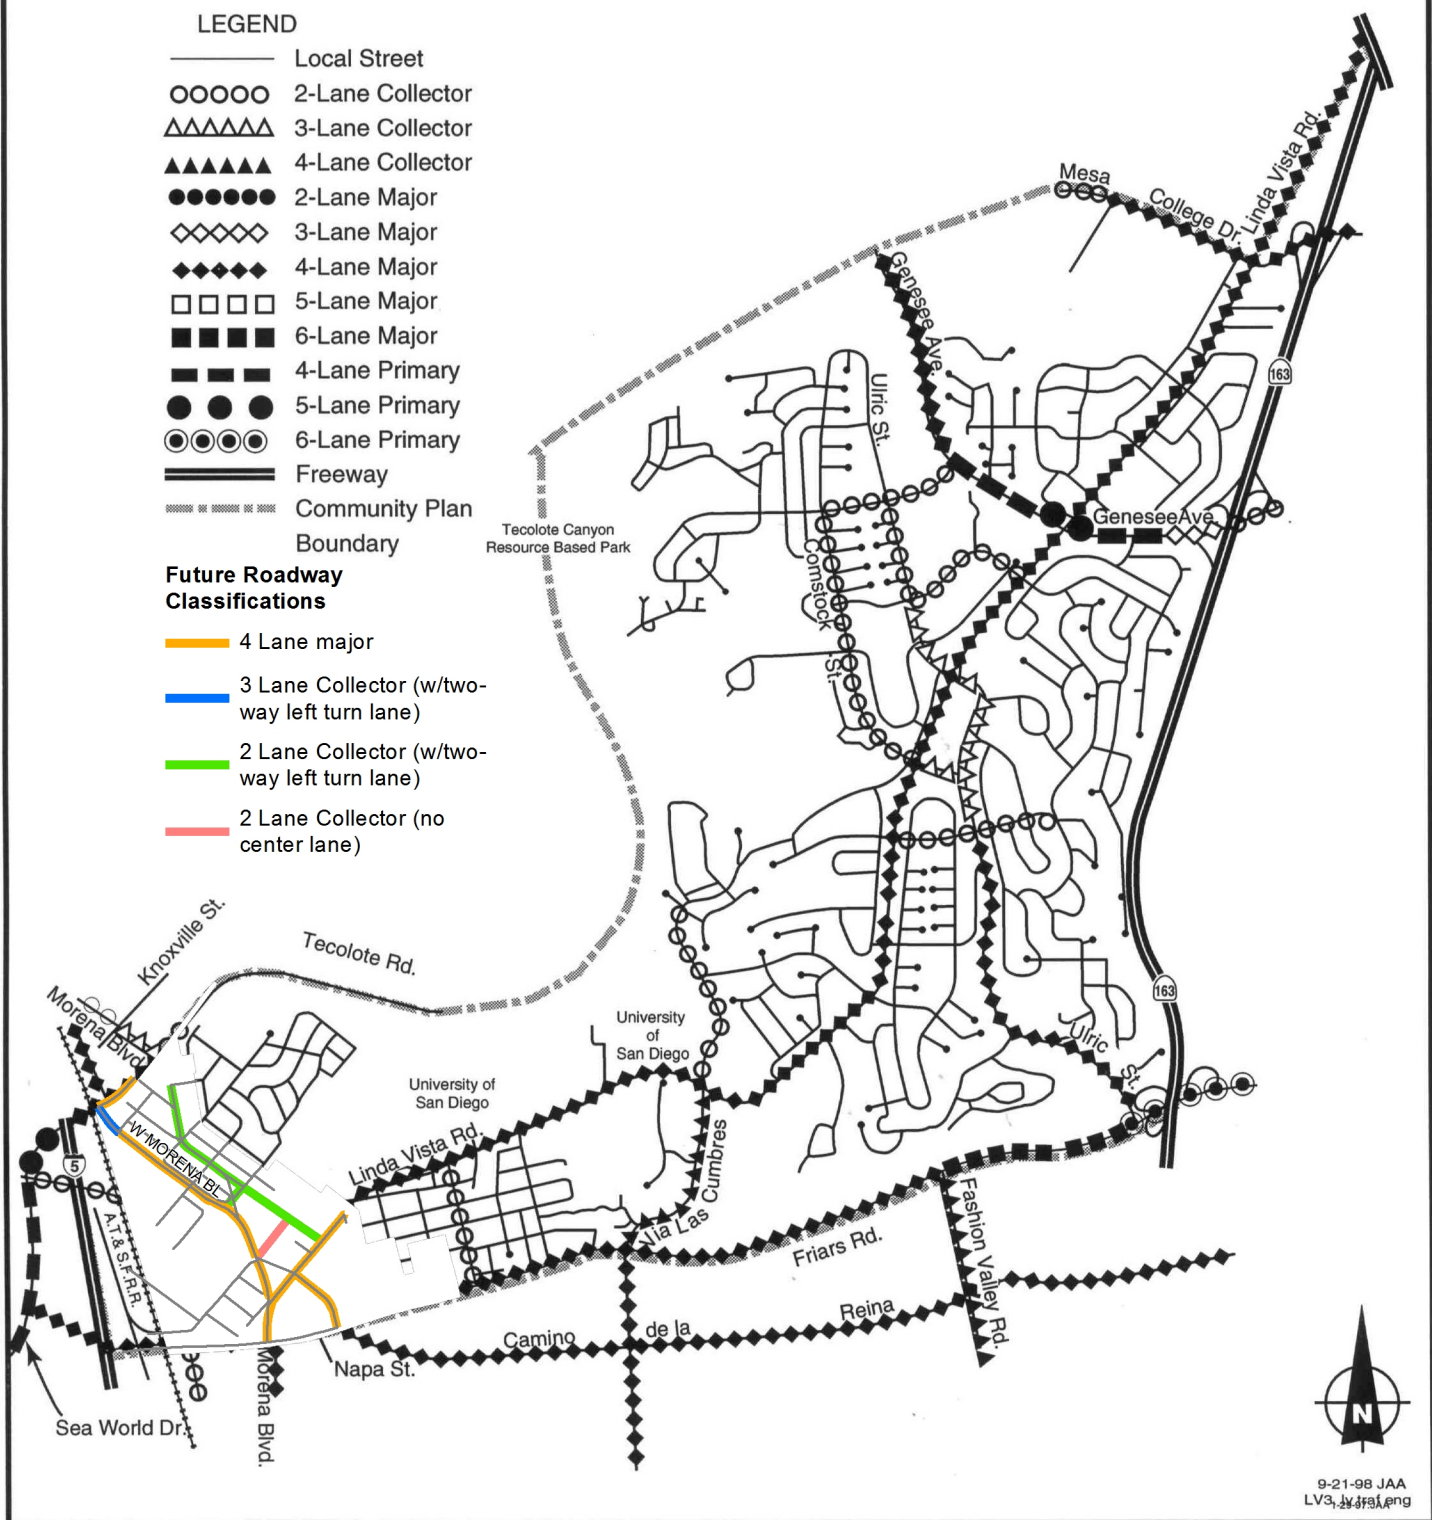 LEGEND
Local Street
2-Lane Collector
3-Lane Collector
4-Lane Collector
2-Lane Major
3-Lane Major
4-Lane Major
5-Lane Major
6-Lane Major
4-Lane Primary
5-Lane Primary
6-Lane Primary
Freeway
Community Plan
Boundary
Future Roadway
Classifications
4 Lane major
3 Lane Collector (w/two-
way left turn lane)
2 Lane Collector (w/two-
way left turn lane)
2 Lane Collector (no
center lane)
Mesa
College Dr.
Linda Vista Rd.
Genesee Ave.
163
Ulric St.
GeneseeAve.
Tecolote Canyon
Resource Based Park
Comstock
St.
Knoxville St.
Tecolote Rd.
Morena Blvd.
163
University
of
San Diego
Ulric
St.
University of
San Diego
W MORENA BL
5
Linda Vista Rd.
Via Las
Cumbres
Fashion Valley Rd.
Friars Rd.
A.T.& S.F.R.R.
Camino
de la
Reina
Napa St.
Morena Blvd.
Sea World Dr.
N
9-21-98 JAA
LV3, lv traf eng